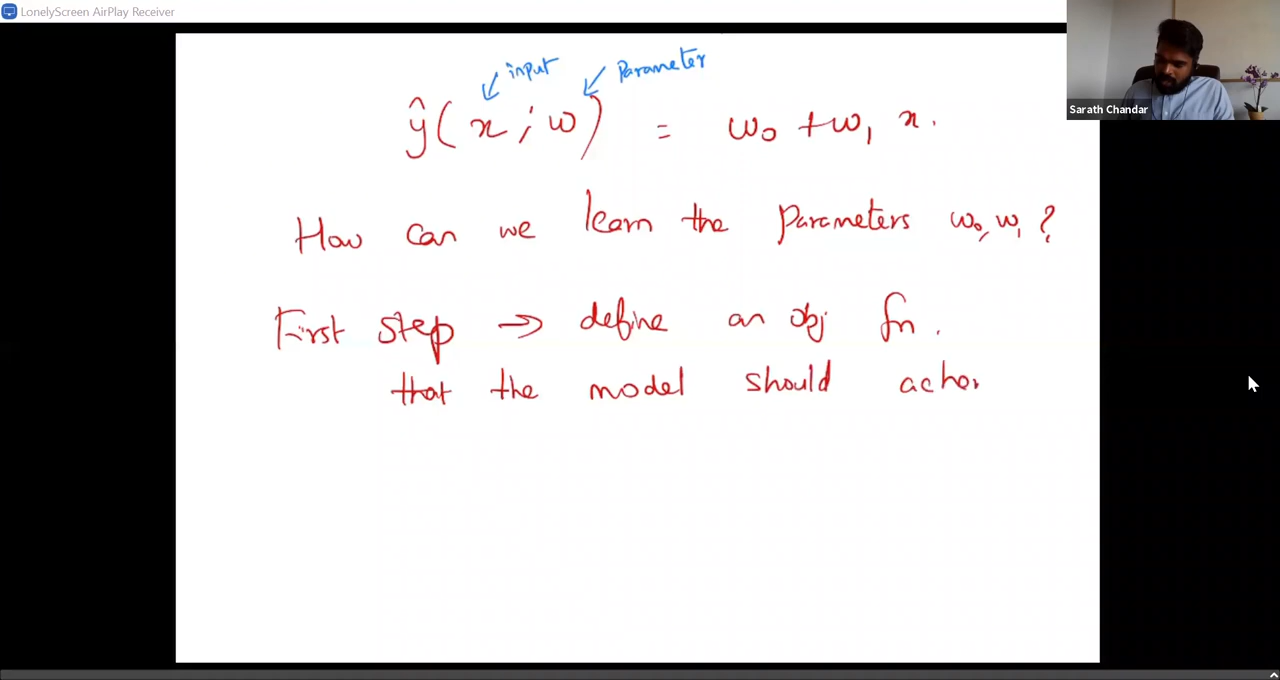 LonelyScreen AirPlay Receiver
Sarath Chandar
input
Parameter
ŷ(x; w) = w₀ + w₁ x.
How can we learn the parameters w₀, w₁ ?
First step → define an obj fn.
that the model should